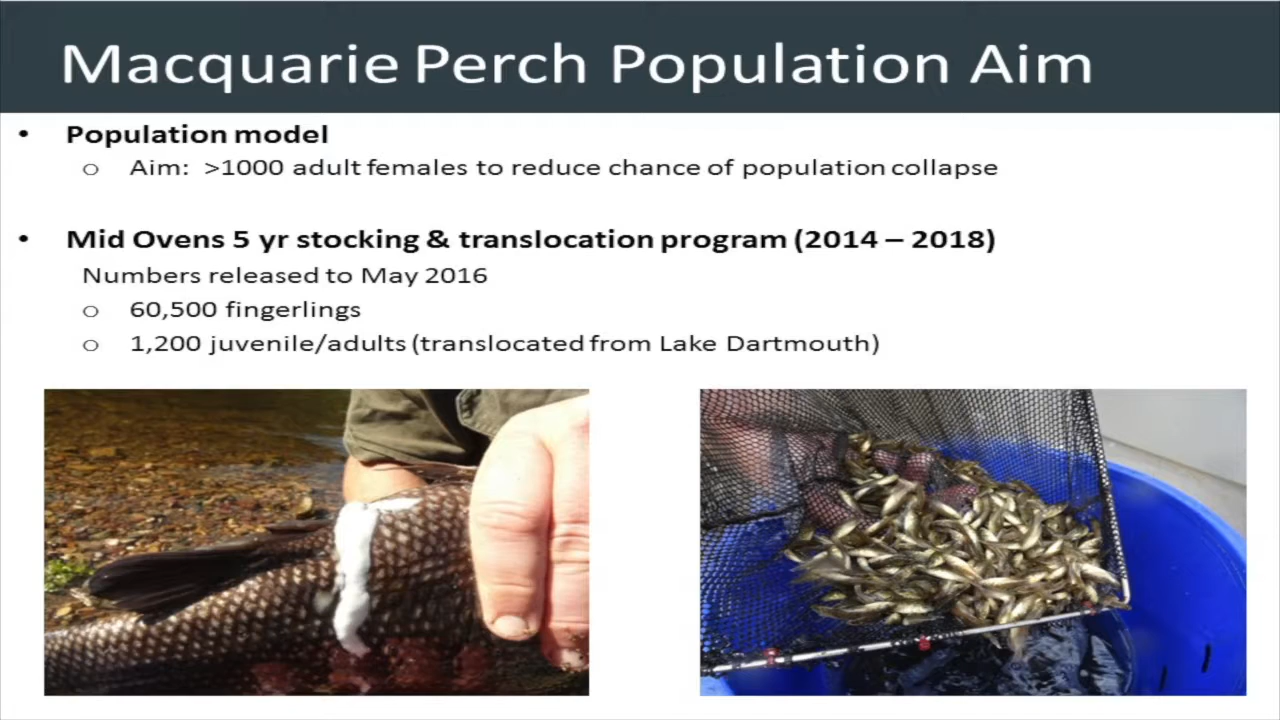 Macquarie Perch Population Aim
• Population model
o Aim: >1000 adult females to reduce chance of population collapse
• Mid Ovens 5 yr stocking & translocation program (2014 – 2018)
Numbers released to May 2016
o 60,500 fingerlings
o 1,200 juvenile/adults (translocated from Lake Dartmouth)